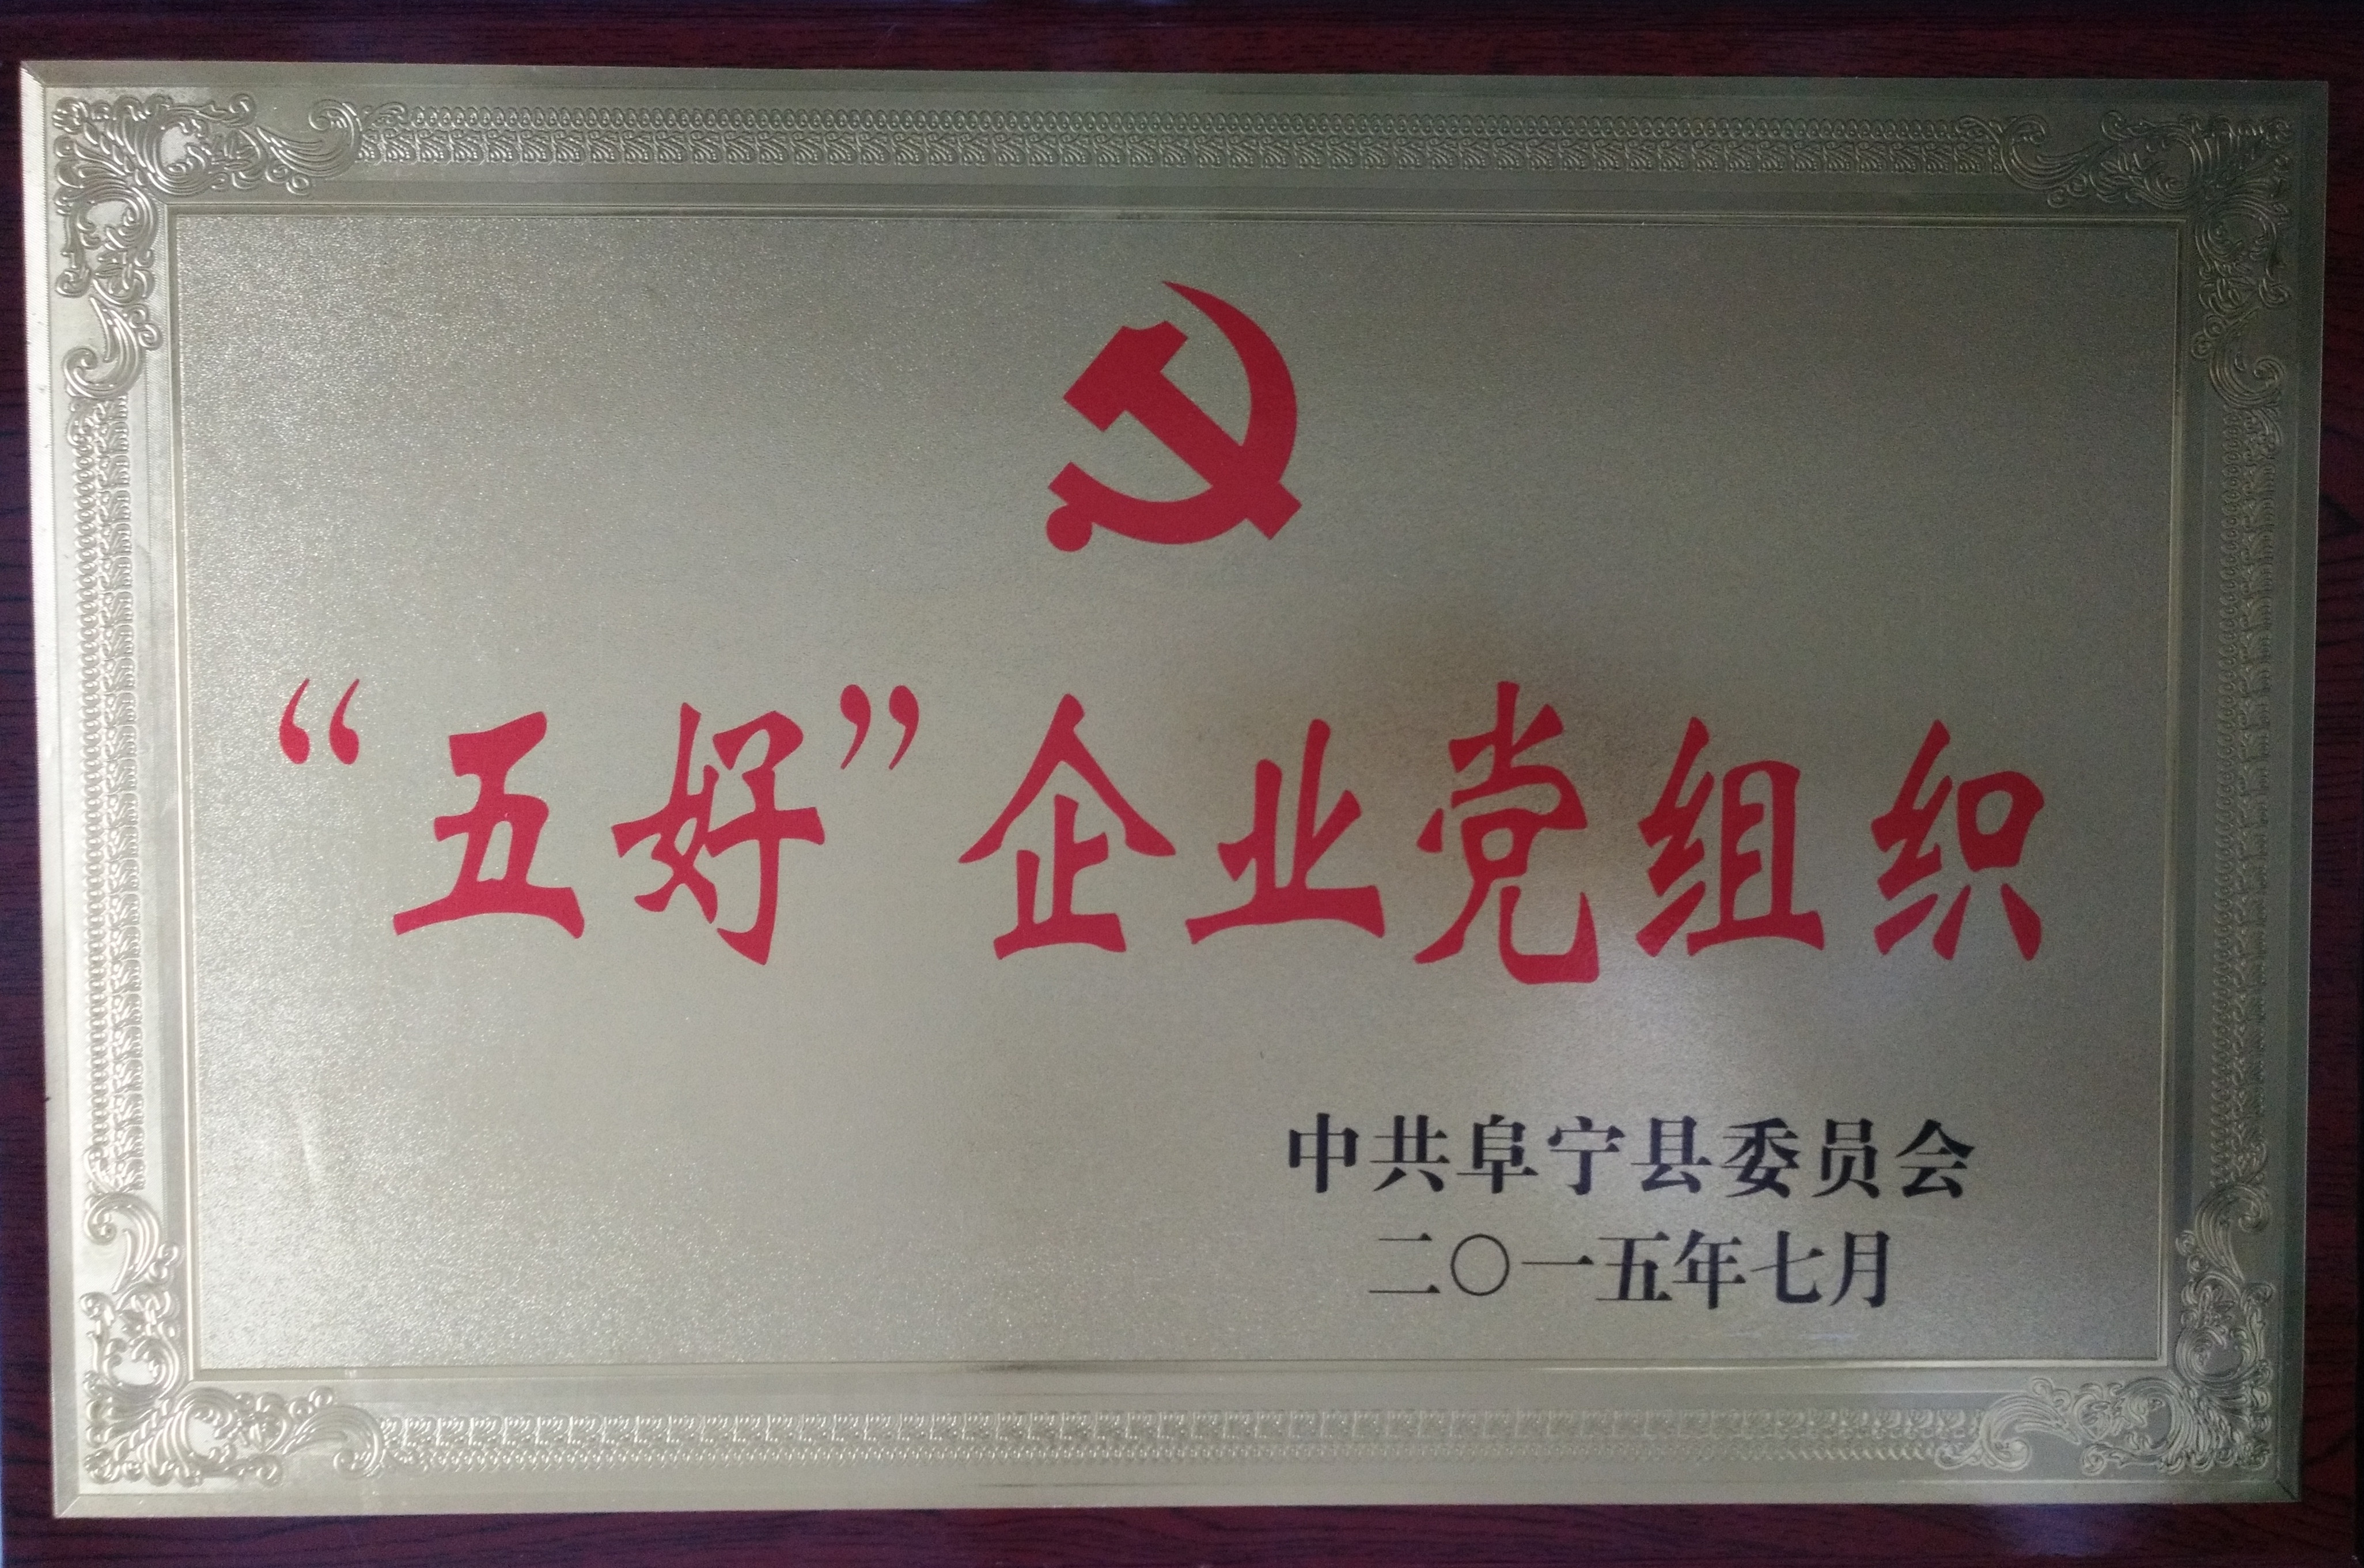 “五好”企业党组织
中共阜宁县委员会
二〇一五年七月